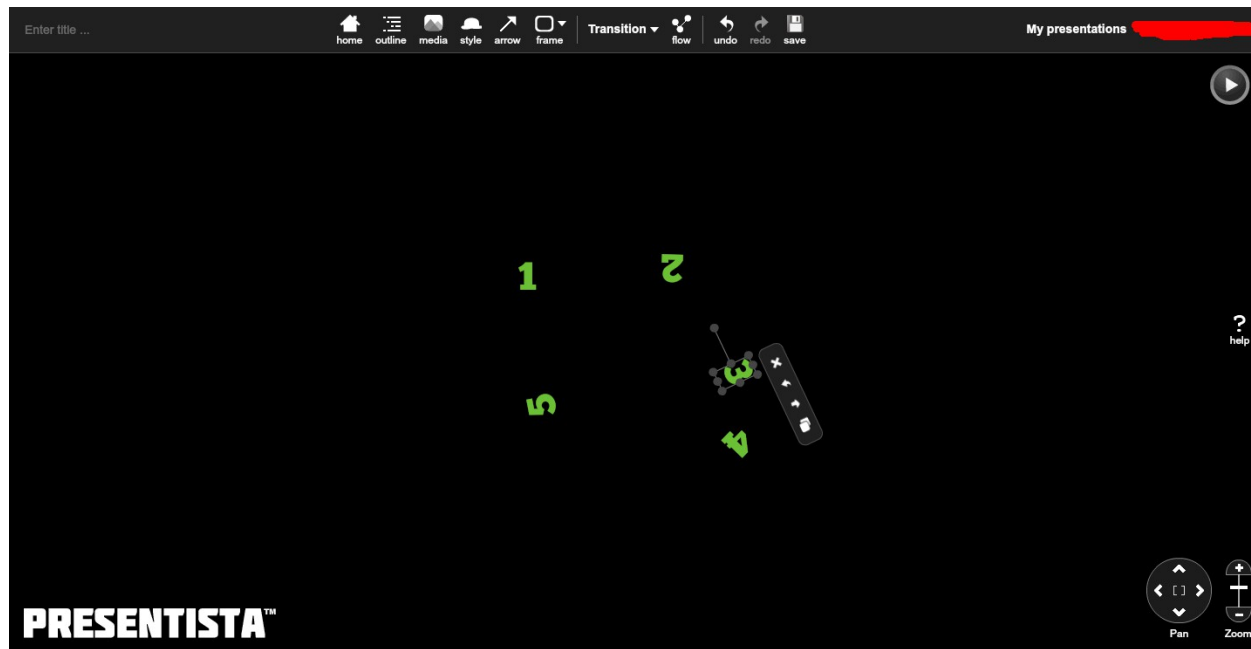 Enter title ...
home outline media style arrow frame Transition flow undo redo save
My presentations
1 2
3
help
5
4
PRESENTISTA™
Pan Zoom